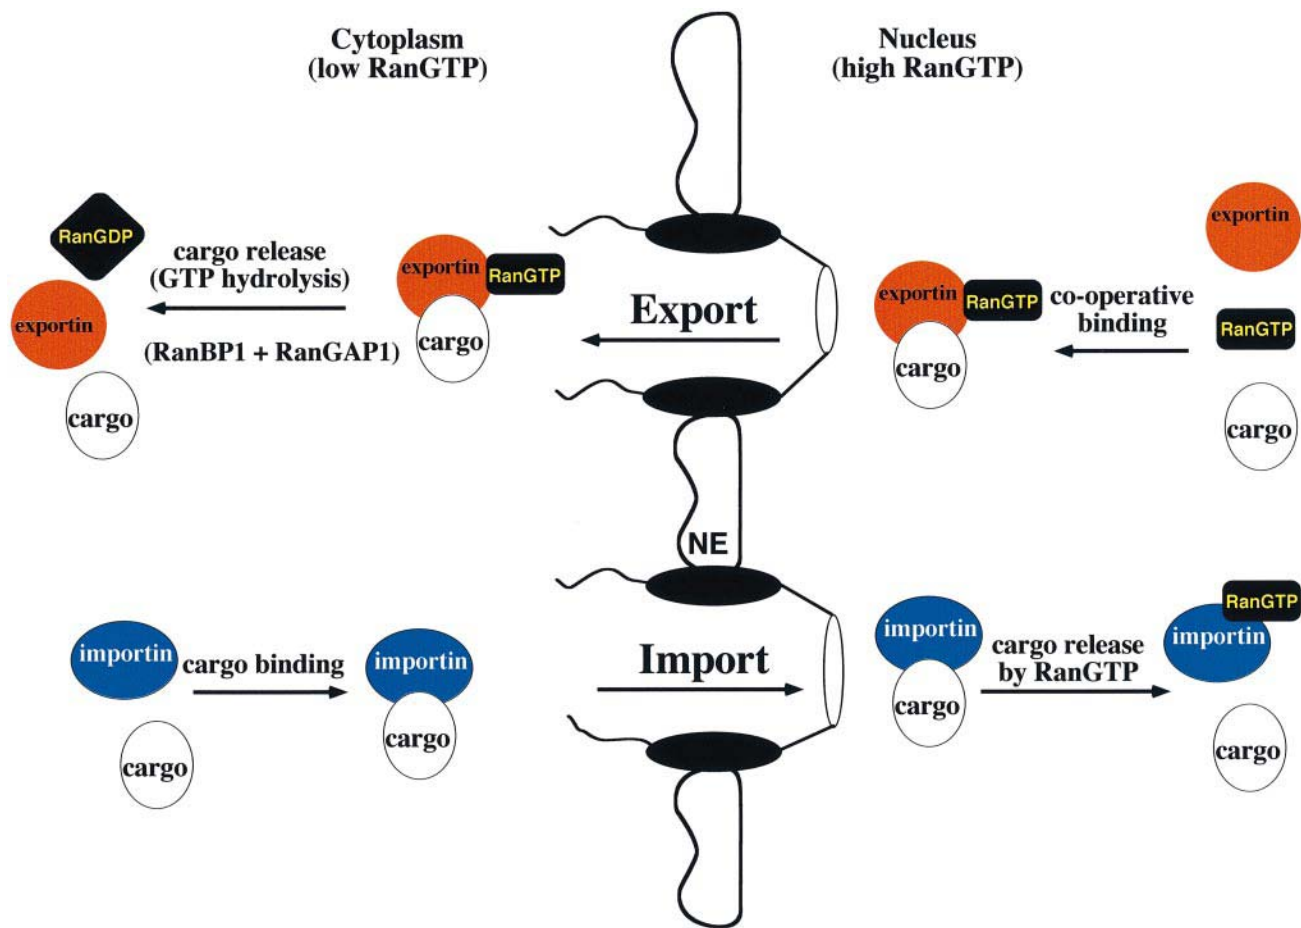 Cytoplasm
(low RanGTP)
Nucleus
(high RanGTP)
RanGDP
exportin
cargo
cargo release
(GTP hydrolysis)
(RanBP1 + RanGAP1)
exportin
RanGTP
cargo
Export
exportin
RanGTP
cargo
co-operative
binding
exportin
RanGTP
cargo
NE
importin
cargo
cargo binding
importin
cargo
Import
importin
cargo
cargo release
by RanGTP
RanGTP
importin
cargo